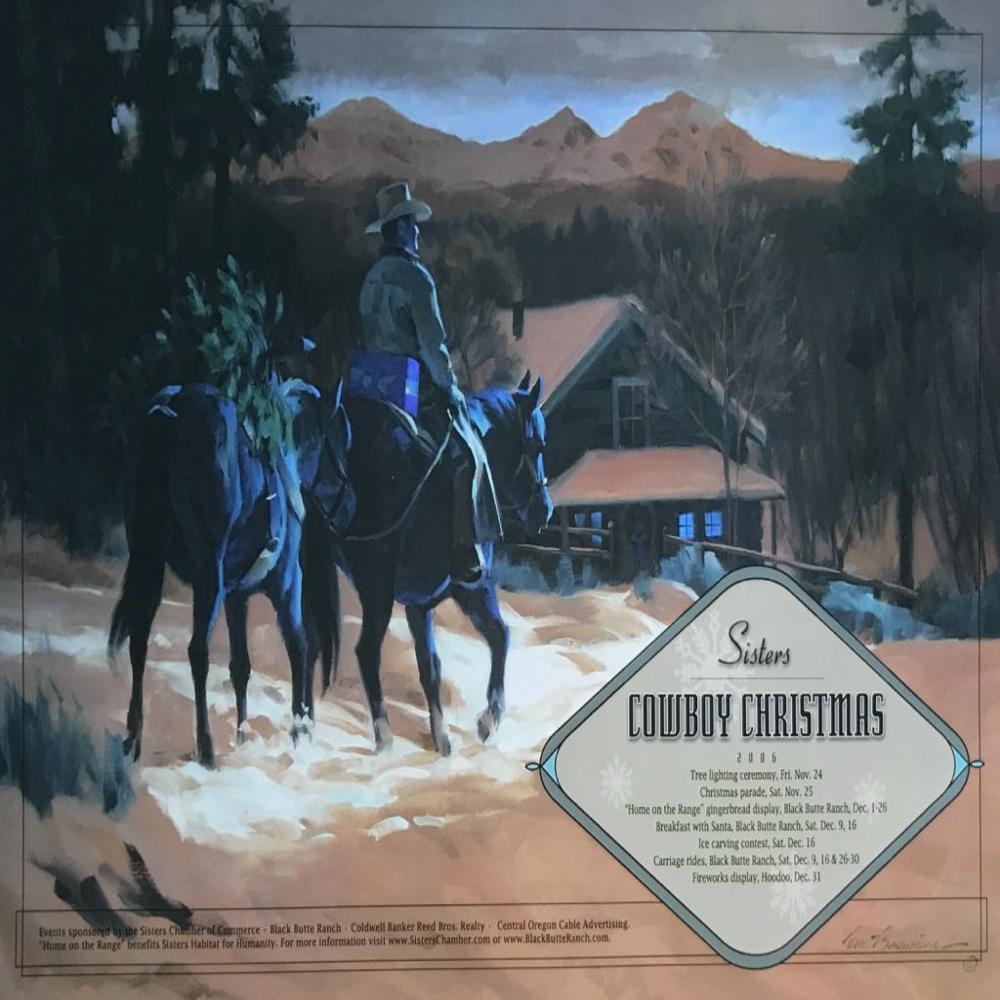 Sisters
COWBOY CHRISTMAS
2006
Tree lighting ceremony, Fri. Nov. 24
Christmas parade, Sat. Nov. 25
"Home on the Range" gingerbread display, Black Butte Ranch, Dec. 1-26
Breakfast with Santa, Black Butte Ranch, Sat. Dec. 9, 16
Ice carving contest, Sat. Dec. 16
Carriage rides, Black Butte Ranch, Sat. Dec. 9, 16 & 26-30
Fireworks display, Hoodoo, Dec. 31
Events sponsored by the Sisters Chamber of Commerce - Black Butte Ranch - Coldwell Banker Reed Bros. Realty - Central Oregon Cable Advertising.
"Home on the Range" benefits Sisters Habitat for Humanity. For more information visit www.SistersChamber.com or www.BlackButteRanch.com.
©